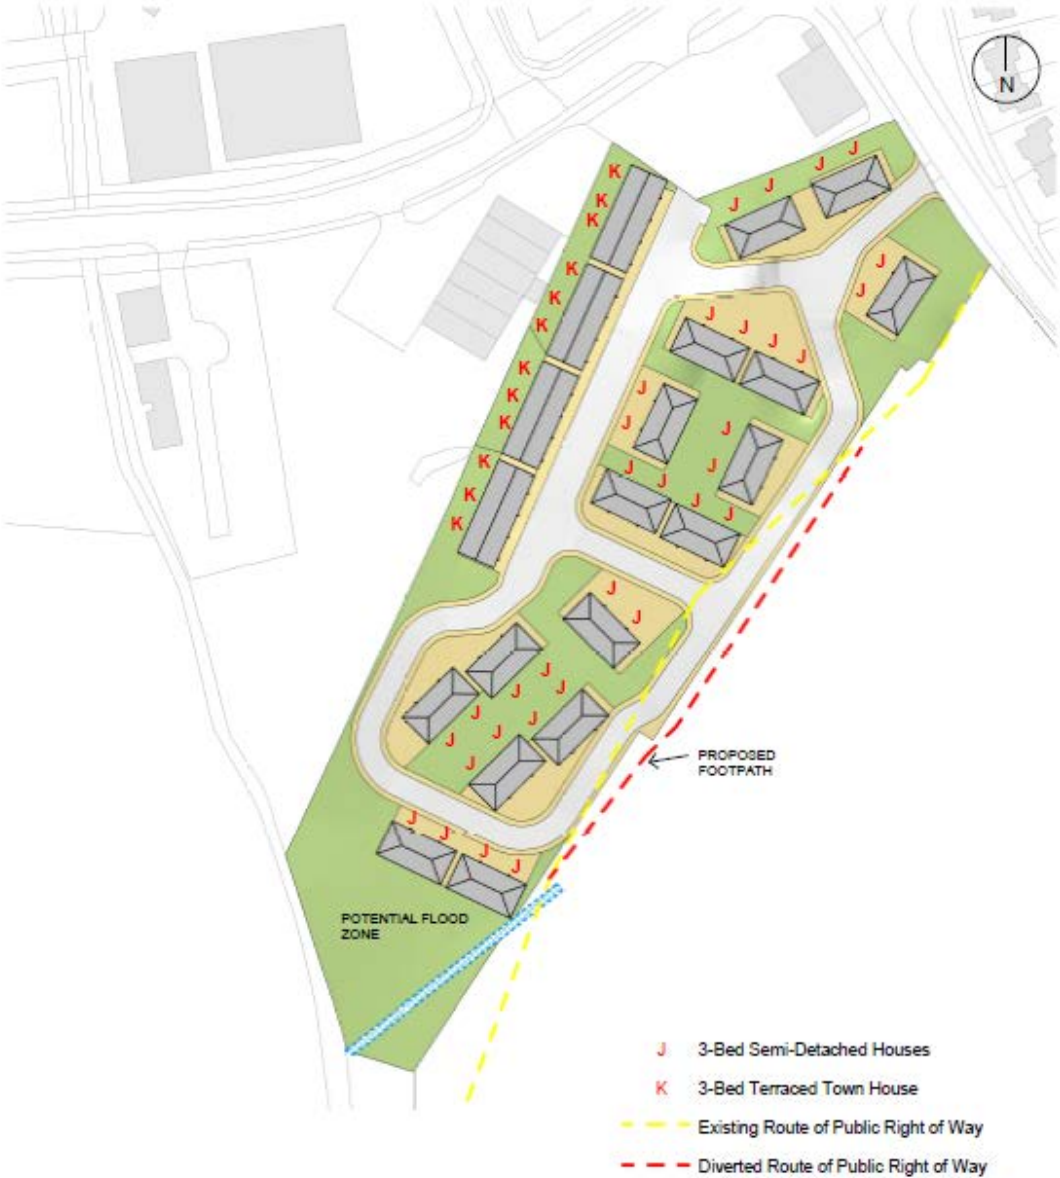 N
J
J
K
J
K
J
K
J
K
J
K
J
K
J
J
J
K
J
K
K
J
J
K
J
J
J
K
J
J
K
J
J
J
J
J
J
J
J
J
PROPOSED
FOOTPATH
J
J
J
J
J
POTENTIAL FLOOD
ZONE
J 3-Bed Semi-Detached Houses
K 3-Bed Terraced Town House
Existing Route of Public Right of Way
Diverted Route of Public Right of Way